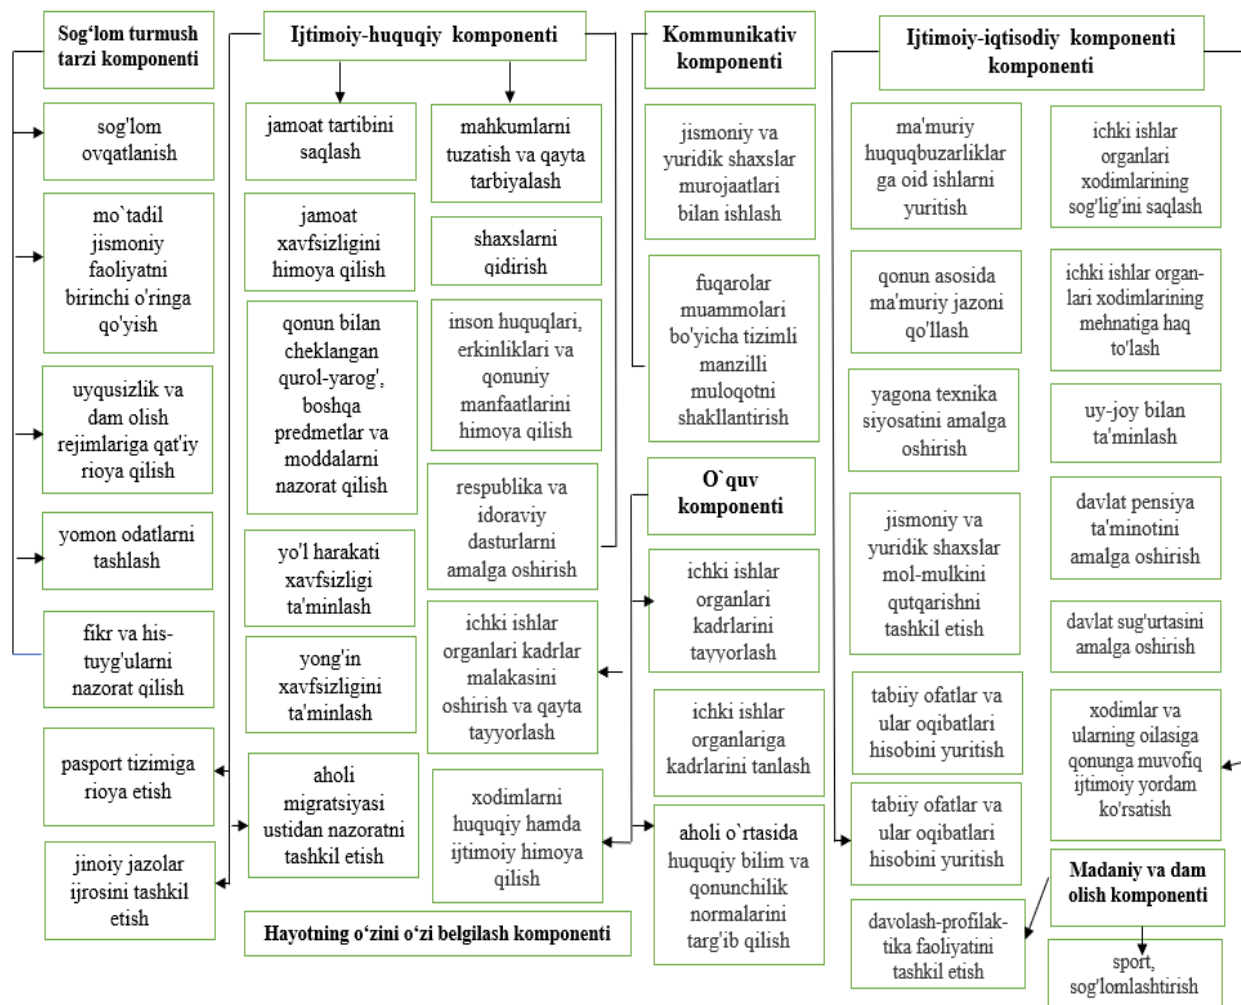 Sog‘lom turmush
tarzi komponenti
sog'lom
ovqatlanish
mo`tadil
jismoniy
faoliyatni
birinchi o'ringa
qo'yish
uyqusizlik va
dam olish
rejimlariga qat'iy
rioya qilish
yomon odatlarni
tashlash
fikr va his-
tuyg'ularni
nazorat qilish
pasport tizimiga
rioya etish
jinoiy jazolar
ijrosini tashkil
etish
Ijtimoiy-huquqiy komponenti
jamoat tartibini
saqlash
jamoat
xavfsizligini
himoya qilish
qonun bilan
cheklangan
qurol-yarog',
boshqa
predmetlar va
moddalarni
nazorat qilish
yo'l harakati
xavfsizligi
ta'minlash
yong'in
xavfsizligini
ta'minlash
aholi
migratsiyasi
ustidan nazoratni
tashkil etish
mahkumlarni
tuzatish va qayta
tarbiyalash
shaxslarni
qidirish
inson huquqlari,
erkinliklari va
qonuniy
manfaatlarini
himoya qilish
respublika va
idoraviy
dasturlarni
amalga oshirish
ichki ishlar
organlari kadrlar
malakasini
oshirish va qayta
tayyorlash
xodimlarni
huquqiy hamda
ijtimoiy himoya
qilish
Hayotning o‘zini o‘zi belgilash komponenti
Kommunikativ
komponenti
jismoniy va
yuridik shaxslar
murojaatlari
bilan ishlash
fuqarolar
muammolari
bo'yicha tizimli
manzilli
muloqotni
shakllantirish
O`quv
komponenti
ichki ishlar
organlari
kadrlarini
tayyorlash
ichki ishlar
organlariga
kadrlarini tanlash
aholi o`rtasida
huquqiy bilim va
qonunchilik
normalarini
targ'ib qilish
Ijtimoiy-iqtisodiy komponenti
komponenti
ma'muriy
huquqbuzarliklar
ga oid ishlarni
yuritish
qonun asosida
ma'muriy jazoni
qo'llash
yagona texnika
siyosatini amalga
oshirish
jismoniy va
yuridik shaxslar
mol-mulkini
qutqarishni
tashkil etish
tabiiy ofatlar va
ular oqibatlari
hisobini yuritish
tabiiy ofatlar va
ular oqibatlari
hisobini yuritish
davolash-profilak-
tika faoliyatini
tashkil etish
ichki ishlar
organlari
xodimlarining
sog'lig'ini saqlash
ichki ishlar organ-
lari xodimlarining
mehnatiga haq
to'lash
uy-joy bilan
ta'minlash
davlat pensiya
ta'minotini
amalga oshirish
davlat sug'urtasini
amalga oshirish
xodimlar va
ularning oilasiga
qonunga muvofiq
ijtimoiy yordam
ko'rsatish
Madaniy va dam
olish komponenti
sport,
sog'lomlashtirish